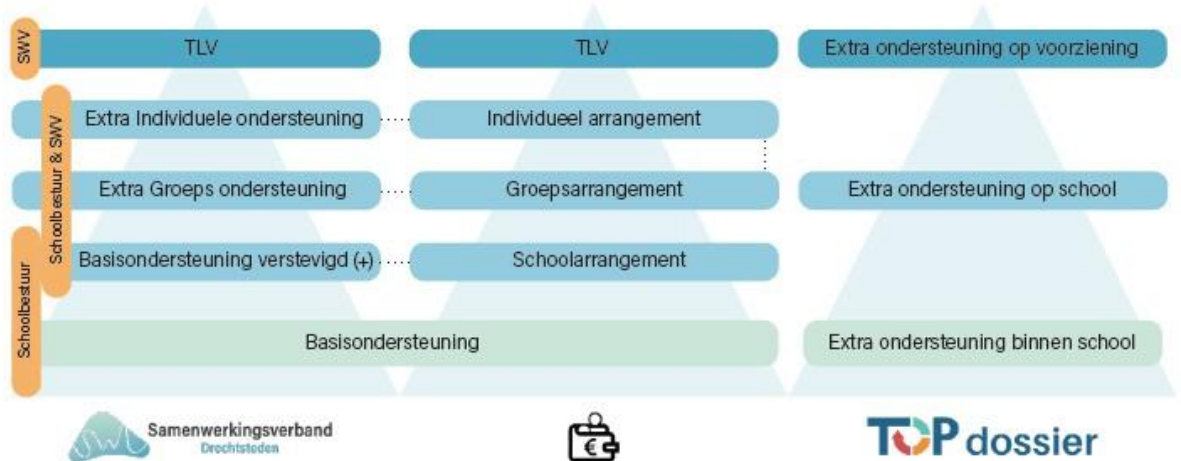 SWV
TLV
TLV
Extra ondersteuning op voorziening
Schoolbestuur & SWV
Extra Individuele ondersteuning
Individueel arrangement
Extra Groeps ondersteuning
Groepsarrangement
Extra ondersteuning op school
Schoolbestuur
Basisondersteuning verstevigd (+)
Schoolarrangement
Basisondersteuning
Extra ondersteuning binnen school
SWV
Samenwerkingsverband
Drechtsteden
€
TOP dossier